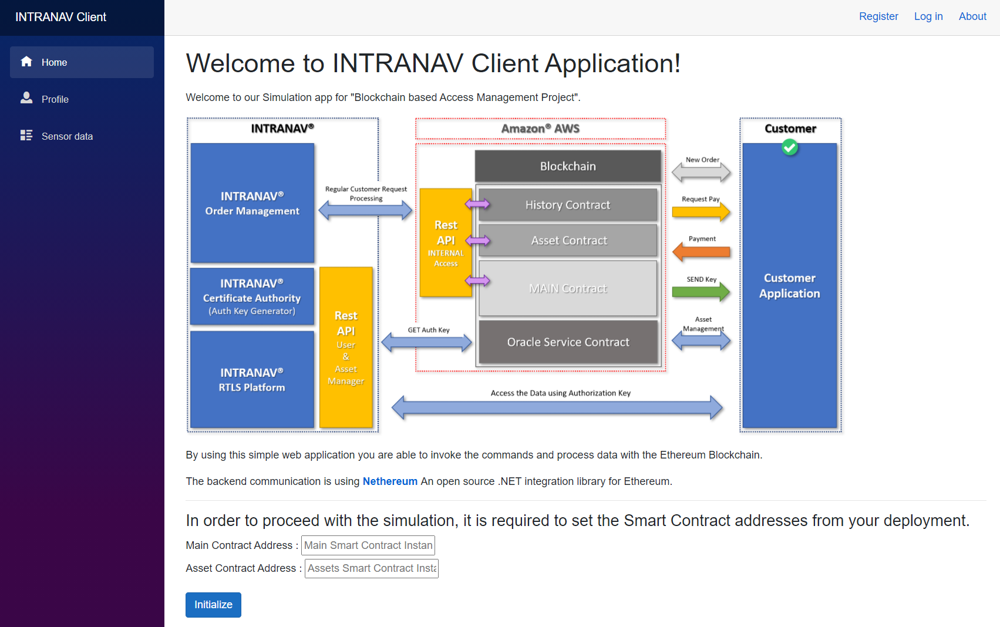 INTRANAV Client
Register
Log in
About
Home
Profile
Sensor data
Welcome to INTRANAV Client Application!
Welcome to our Simulation app for "Blockchain based Access Management Project".
INTRANAV®
INTRANAV®
Order Management
INTRANAV®
Certificate Authority
(Auth Key Generator)
INTRANAV®
RTLS Platform
Rest
API
User
&
Asset
Manager
Regular Customer Request
Processing
GET Auth Key
Amazon® AWS
Rest
API
INTERNAL
Access
Blockchain
History Contract
Asset Contract
MAIN Contract
Oracle Service Contract
New Order
Request Pay
Payment
SEND Key
Asset
Management
Access the Data using Authorization Key
Customer
Customer
Application
By using this simple web application you are able to invoke the commands and process data with the Ethereum Blockchain.
The backend communication is using Nethereum An open source .NET integration library for Ethereum.
In order to proceed with the simulation, it is required to set the Smart Contract addresses from your deployment.
Main Contract Address : Main Smart Contract Instan
Asset Contract Address : Assets Smart Contract Insta
Initialize